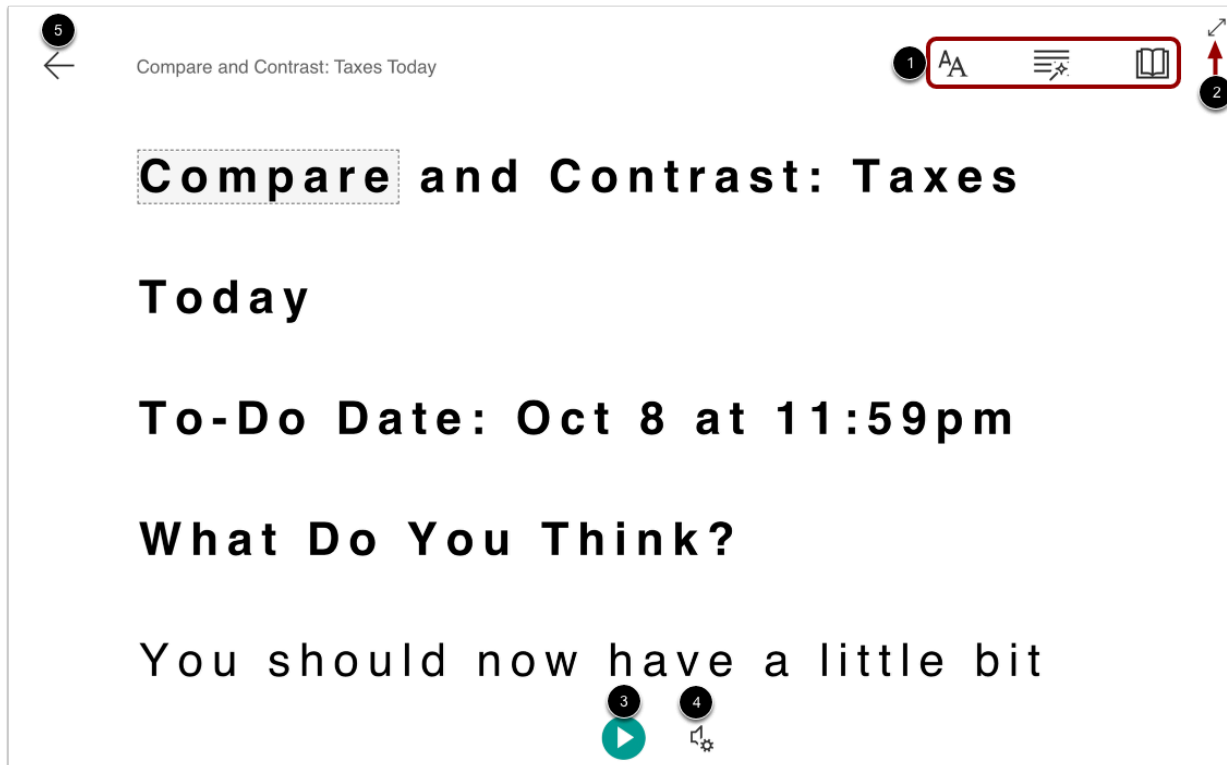 5
Compare and Contrast: Taxes Today
1
AA
2
Compare and Contrast: Taxes
Today
To-Do Date: Oct 8 at 11:59pm
What Do You Think?
You should now have a little bit
3
4